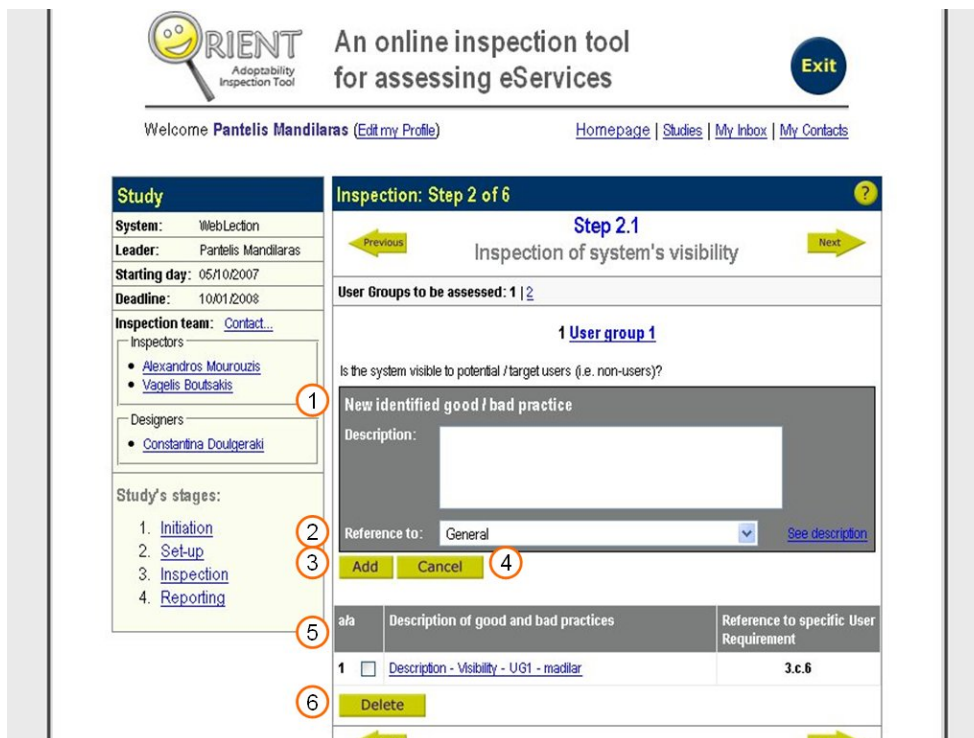 ORIENT
Adoptability
Inspection Tool
An online inspection tool
for assessing eServices
Exit
Welcome Pantelis Mandilaras (Edit my Profile)
Homepage | Studies | My Inbox | My Contacts
Study
System: WebLection
Leader: Pantelis Mandilaras
Starting day: 05/10/2007
Deadline: 10/01/2008
Inspection team: Contact...
Inspectors
• Alexandros Mourouzis
• Vagelis Boutsakis
Designers
• Constantina Doulgeraki
Study's stages:
1. Initiation
2. Set-up
3. Inspection
4. Reporting
Inspection: Step 2 of 6
?
Previous
Step 2.1
Inspection of system's visibility
Next
User Groups to be assessed: 1 | 2
1 User group 1
Is the system visible to potential / target users (i.e. non-users)?
1
New identified good / bad practice
Description:
2
Reference to: General
See description
3
Add
Cancel
4
5
a/a
Description of good and bad practices
Reference to specific User
Requirement
1 Description - Visibility - UG1 - madilar
3.c.6
6
Delete